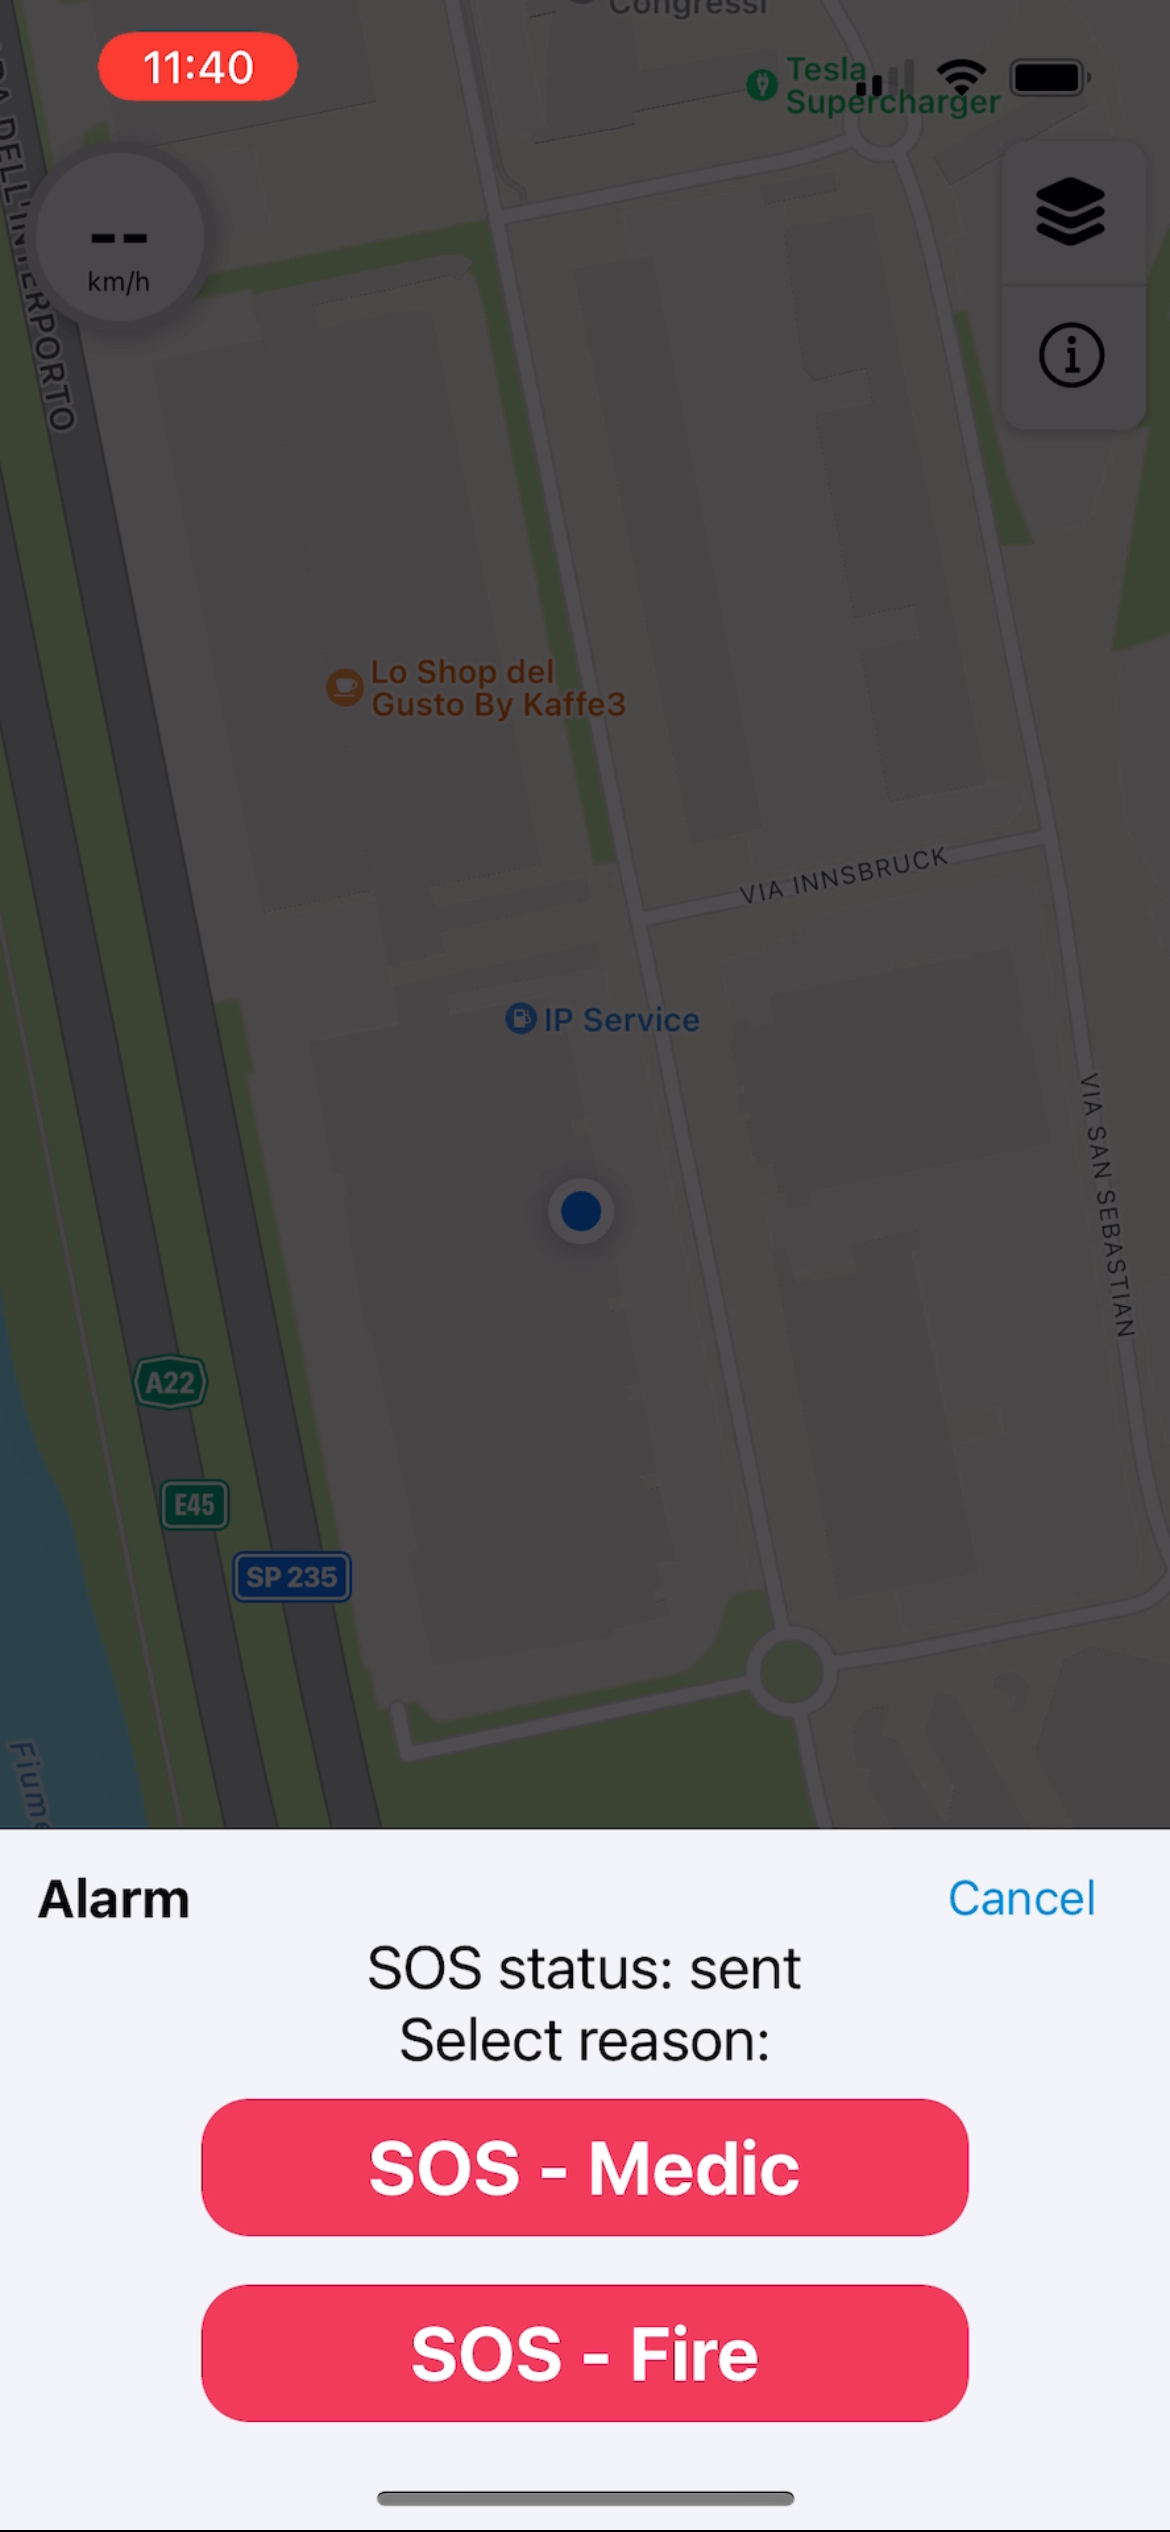 Congressi
11:40
Tesla
Supercharger
DELL'INTERPORTO
--
km/h
Lo Shop del
Gusto By Kaffe3
VIA INNSBRUCK
IP Service
VIA SAN SEBASTIAN
A22
E45
SP 235
Fiume
Alarm
Cancel
SOS status: sent
Select reason:
SOS - Medic
SOS - Fire